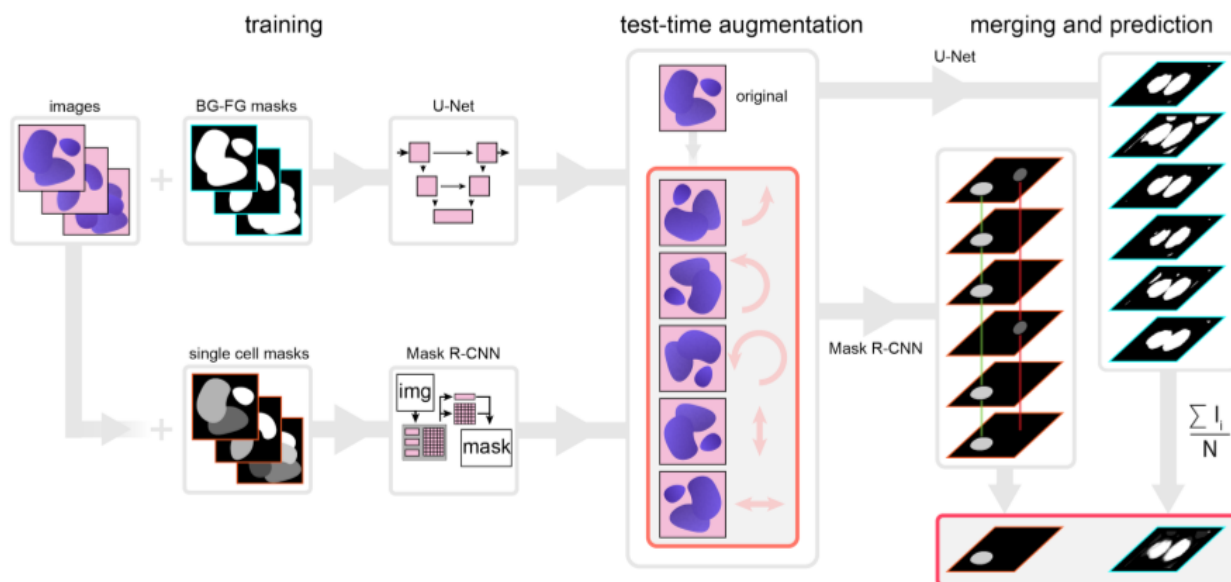 training
test-time augmentation
merging and prediction
images
BG-FG masks
U-Net
original
U-Net
single cell masks
Mask R-CNN
img
mask
Mask R-CNN
∑ I_i
N